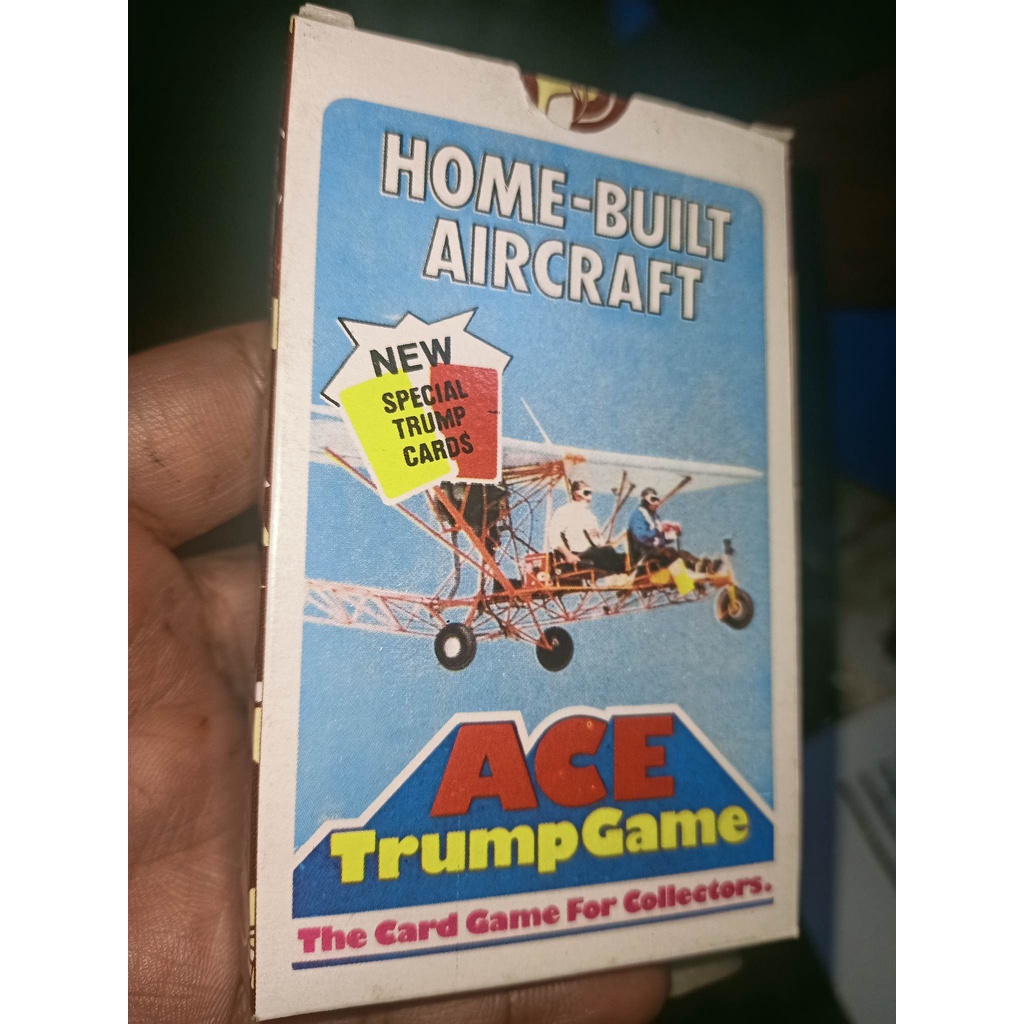 HOME-BUILT
AIRCRAFT
NEW
SPECIAL
TRUMP
CARDS
ACE
TrumpGame
The Card Game For Collectors.